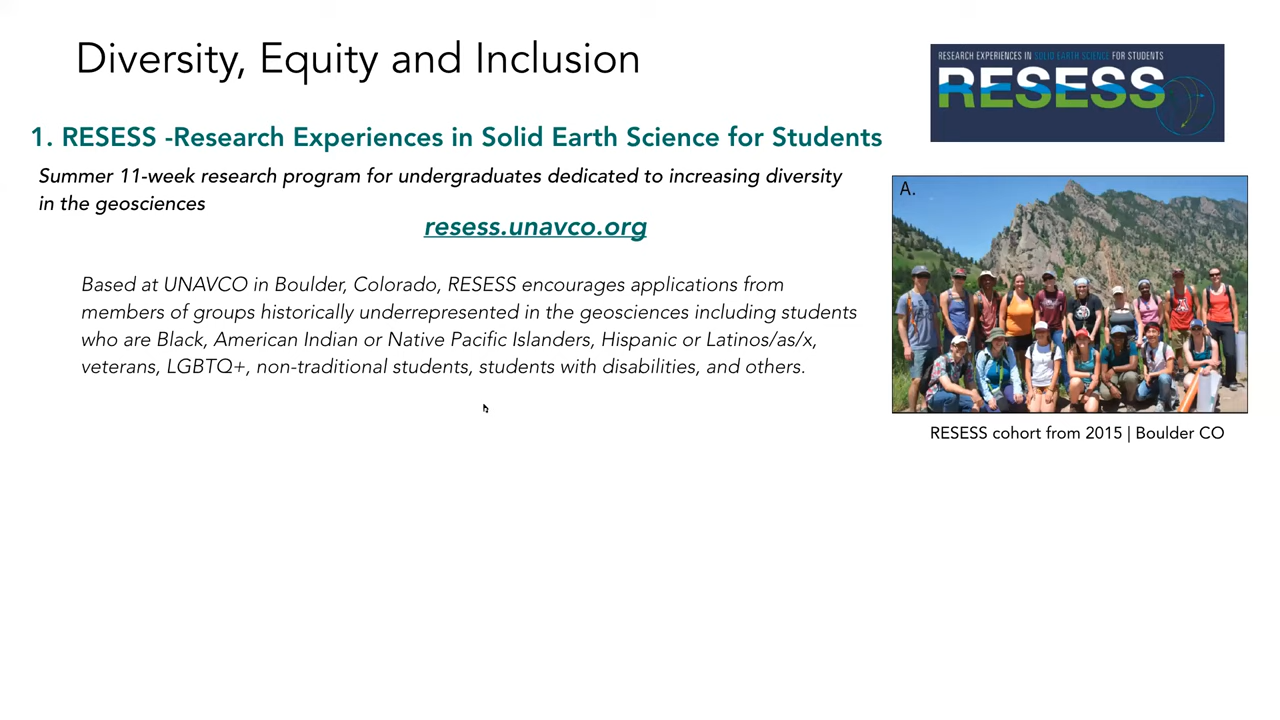 Diversity, Equity and Inclusion
RESEARCH EXPERIENCES IN SOLID EARTH SCIENCE FOR STUDENTS
RESESS
1. RESESS -Research Experiences in Solid Earth Science for Students
Summer 11-week research program for undergraduates dedicated to increasing diversity
in the geosciences
resess.unavco.org
Based at UNAVCO in Boulder, Colorado, RESESS encourages applications from
members of groups historically underrepresented in the geosciences including students
who are Black, American Indian or Native Pacific Islanders, Hispanic or Latinos/as/x,
veterans, LGBTQ+, non-traditional students, students with disabilities, and others.
A.
RESESS cohort from 2015 | Boulder CO